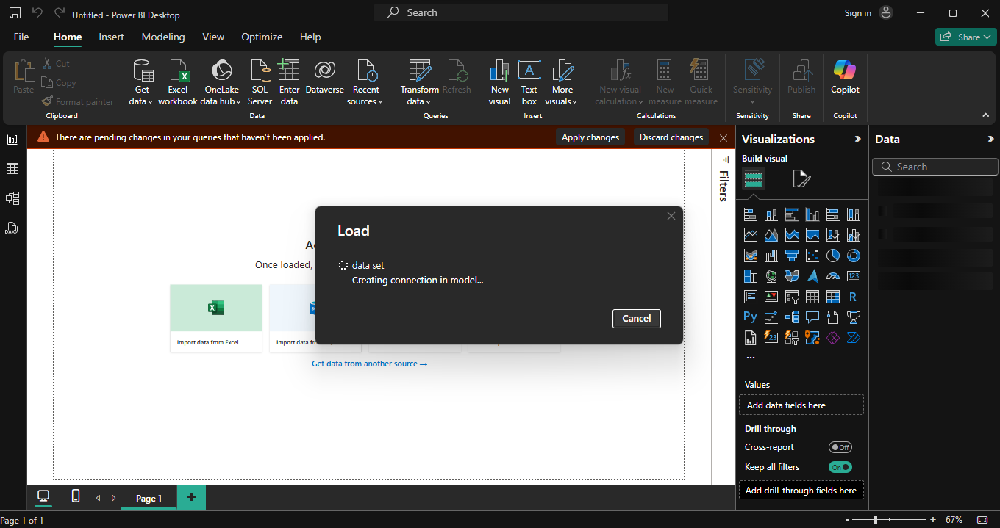 Untitled - Power BI Desktop
Search
Sign in
File Home Insert Modeling View Optimize Help
Share
Paste
Cut
Copy
Format painter
Clipboard
Get data
Excel workbook
OneLake data hub
SQL Server
Enter data
Dataverse
Recent sources
Data
Transform data
Refresh
Queries
New visual
Text box
More visuals
Insert
New visual calculation
New measure
Quick measure
Calculations
Sensitivity
Sensitivity
Publish
Share
Copilot
Copilot
There are pending changes in your queries that haven't been applied.
Apply changes
Discard changes
Filters
Once loaded,
Import data from Excel
Import data
Get data from another source →
Load
data set
Creating connection in model...
Cancel
Visualizations
Build visual
123
R
Py
123
Values
Add data fields here
Drill through
Cross-report
Off
Keep all filters
On
Add drill-through fields here
Data
Search
DAX
Page 1
Page 1 of 1
- + 67%